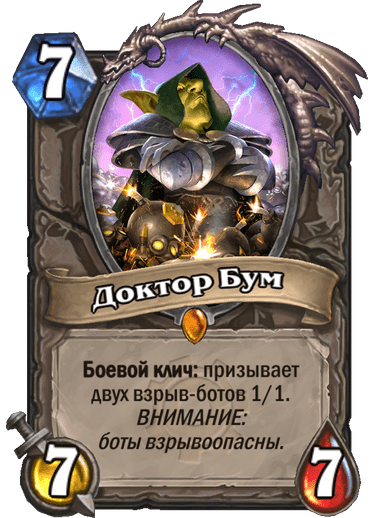 7
Доктор Бум
Боевой клич: призывает
двух взрыв-ботов 1/1.
ВНИМАНИЕ:
боты взрывоопасны.
7
7